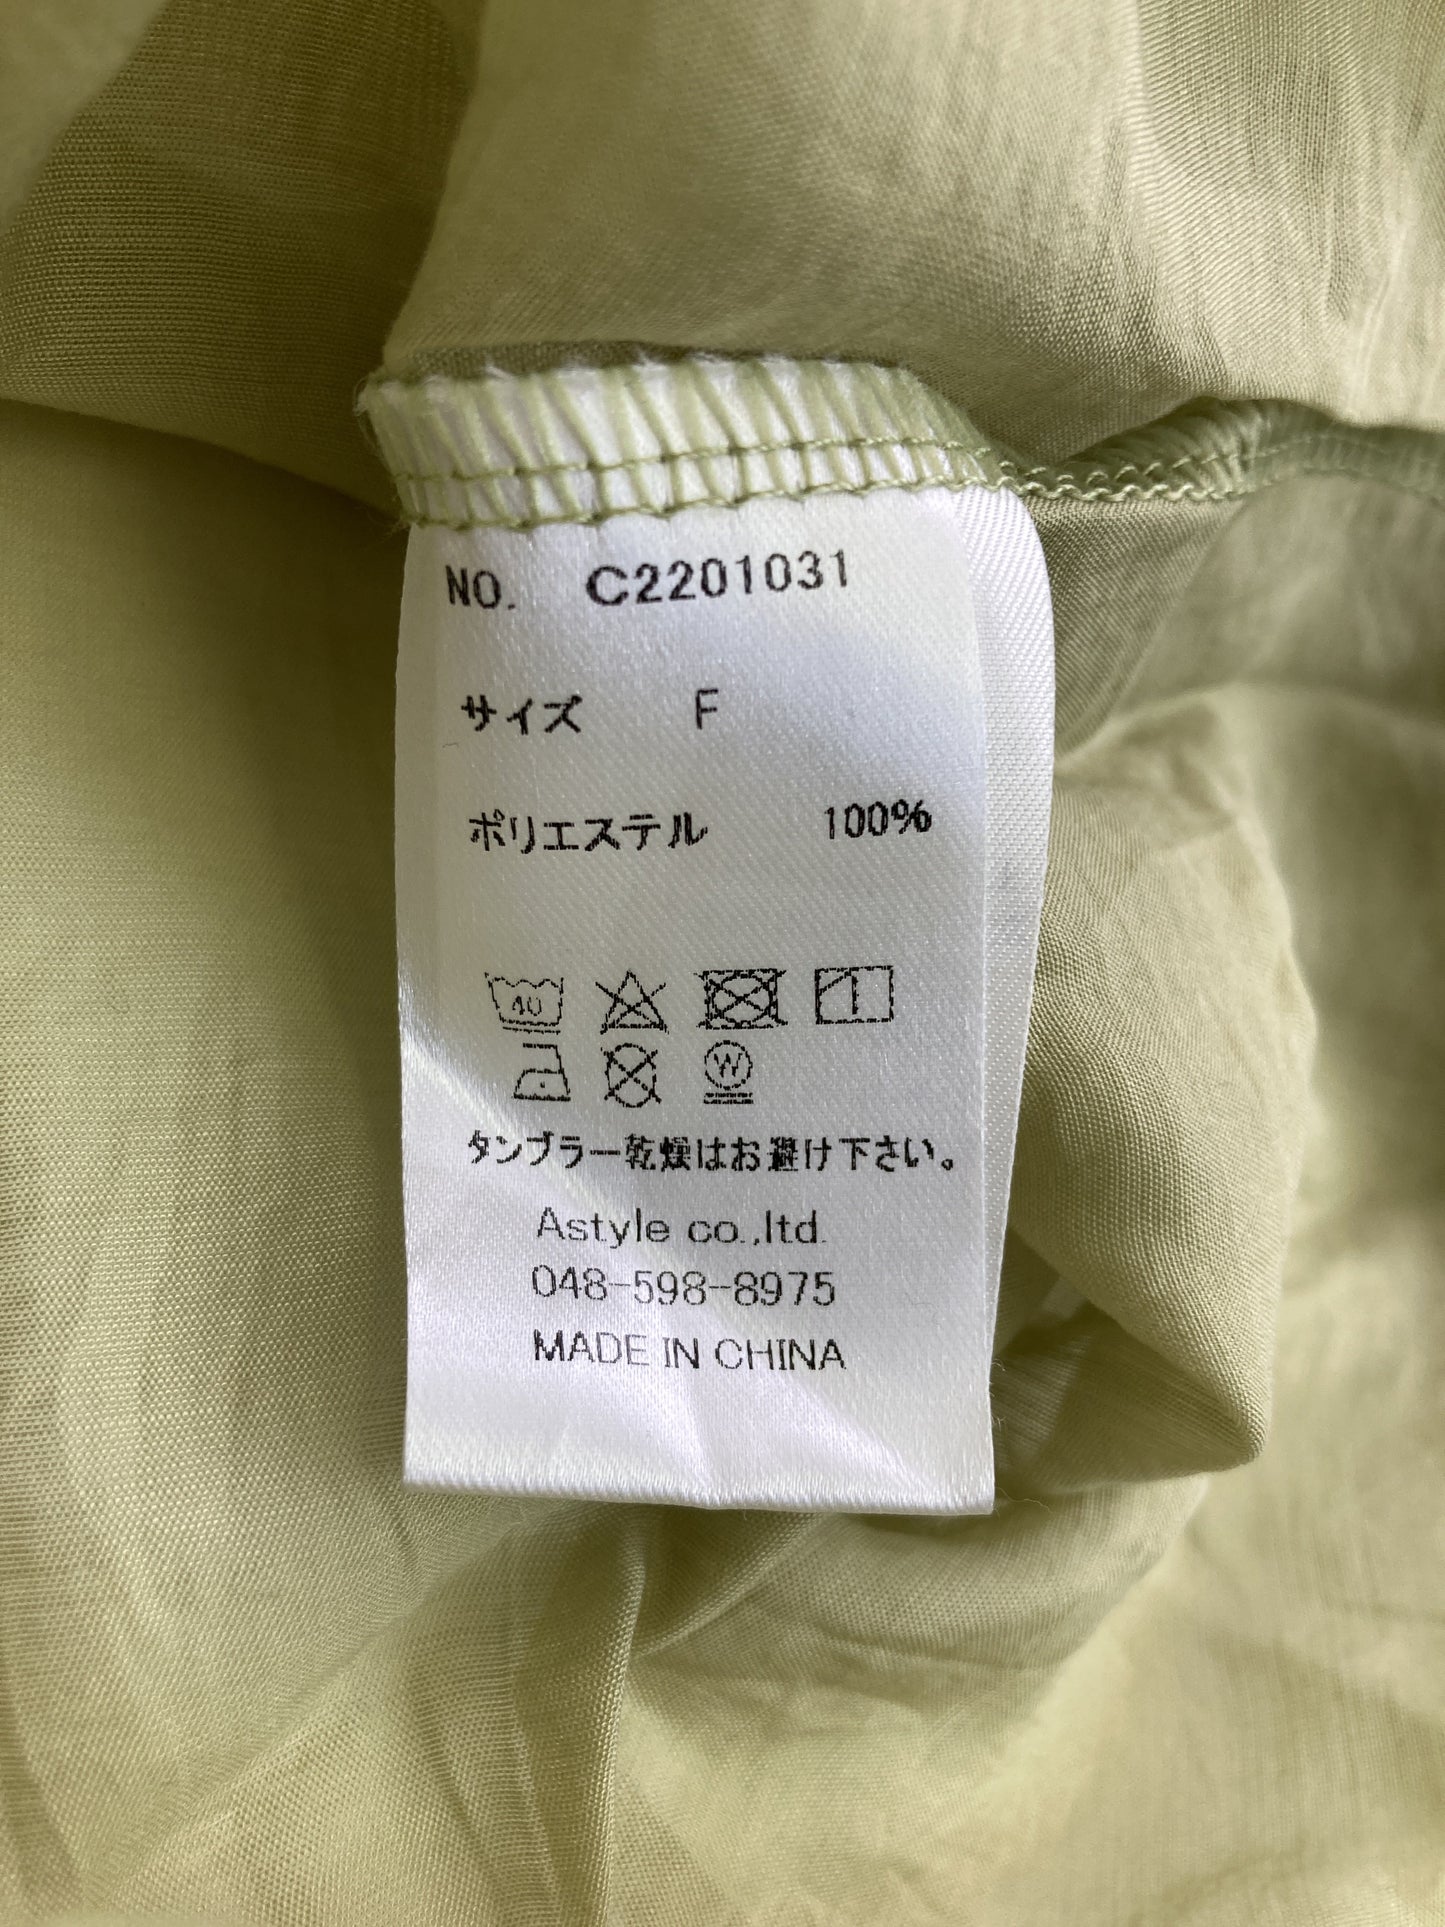 NO. C2201031
サイズ F
ポリエステル 100%
40
W
タンブラー乾燥はお避け下さい。
Astyle co.,ltd.
048-598-8975
MADE IN CHINA